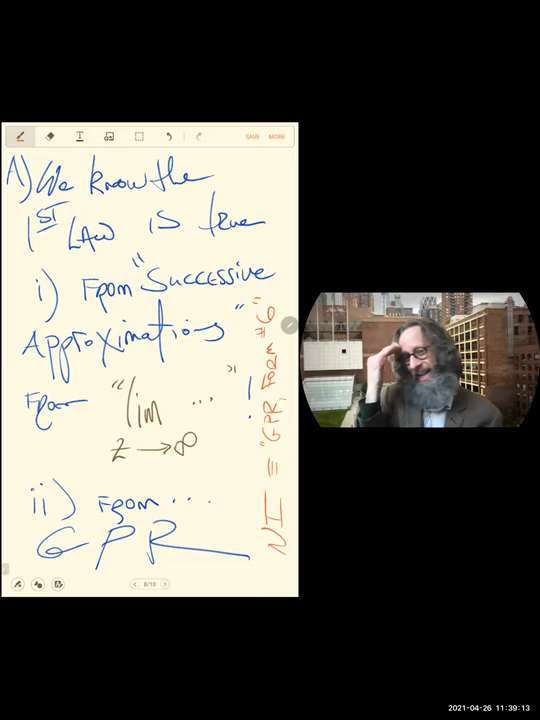 SAVE MORE
A) We know the
1ST LAW is true
i) From "Successive
Approximations"
From "lim ..." !
z → ∞
ii) From ...
GPR
NI ≡ "GPR, Form #6"
8/10
2021-04-26 11:39:13